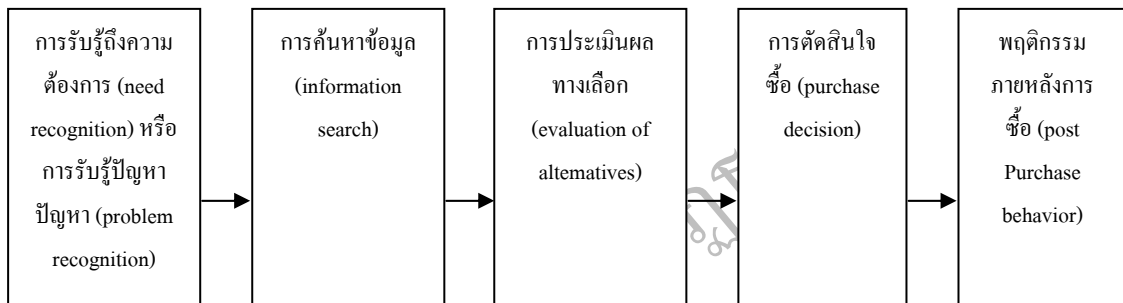 การรับรู้ถึงความ
ต้องการ (need
recognition) หรือ
การรับรู้ปัญหา
ปัญหา (problem
recognition)
การค้นหาข้อมูล
(information
search)
การประเมินผล
ทางเลือก
(evaluation of
altematives)
การตัดสินใจ
ซื้อ (purchase
decision)
พฤติกรรม
ภายหลังการ
ซื้อ (post
Purchase
behavior)